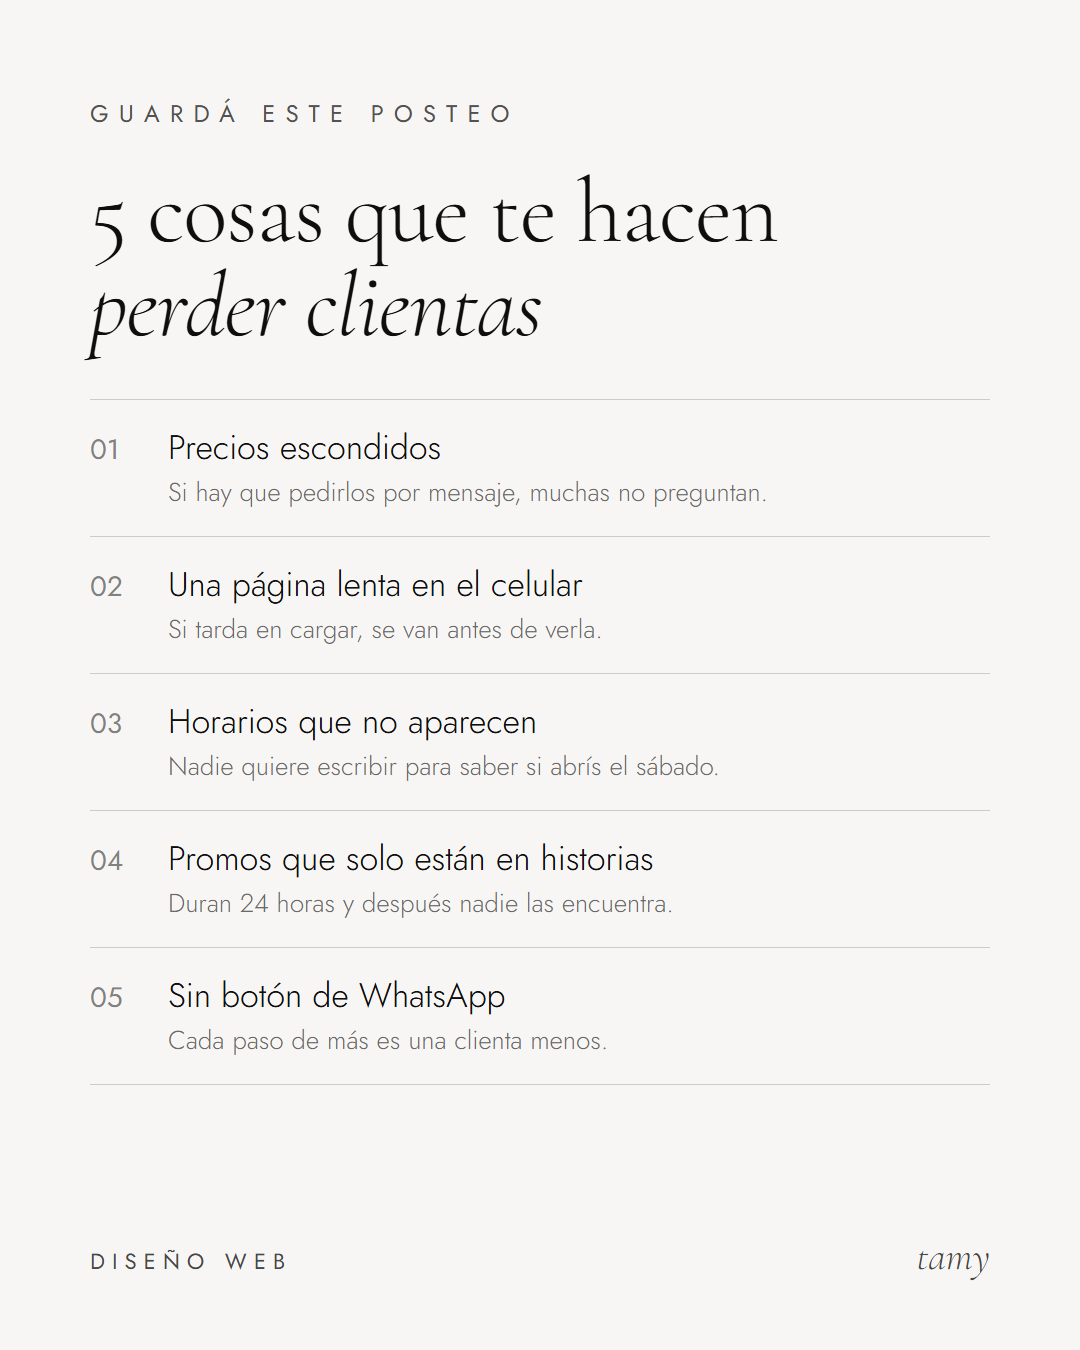 GUARDÁ ESTE POSTEO
5 cosas que te hacen
perder clientas
01 Precios escondidos
Si hay que pedirlos por mensaje, muchas no preguntan.
02 Una página lenta en el celular
Si tarda en cargar, se van antes de verla.
03 Horarios que no aparecen
Nadie quiere escribir para saber si abrís el sábado.
04 Promos que solo están en historias
Duran 24 horas y después nadie las encuentra.
05 Sin botón de WhatsApp
Cada paso de más es una clienta menos.
DISEÑO WEB
tamy